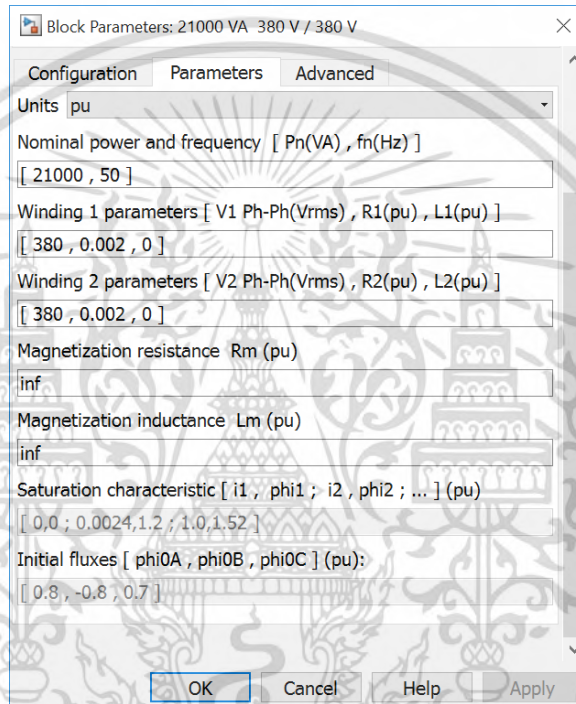 Block Parameters: 21000 VA  380 V / 380 V
Configuration Parameters Advanced
Units pu
Nominal power and frequency  [ Pn(VA) , fn(Hz) ]
[ 21000 , 50 ]
Winding 1 parameters [ V1 Ph-Ph(Vrms) , R1(pu) , L1(pu) ]
[ 380 , 0.002 , 0 ]
Winding 2 parameters [ V2 Ph-Ph(Vrms) , R2(pu) , L2(pu) ]
[ 380 , 0.002 , 0 ]
Magnetization resistance  Rm (pu)
inf
Magnetization inductance  Lm (pu)
inf
Saturation characteristic [ i1 ,  phi1 ;  i2 , phi2 ; ... ] (pu)
[ 0,0 ; 0.0024,1.2 ; 1.0,1.52 ]
Initial fluxes [ phi0A , phi0B , phi0C ] (pu):
[ 0.8 , -0.8 , 0.7 ]
OK Cancel Help Apply